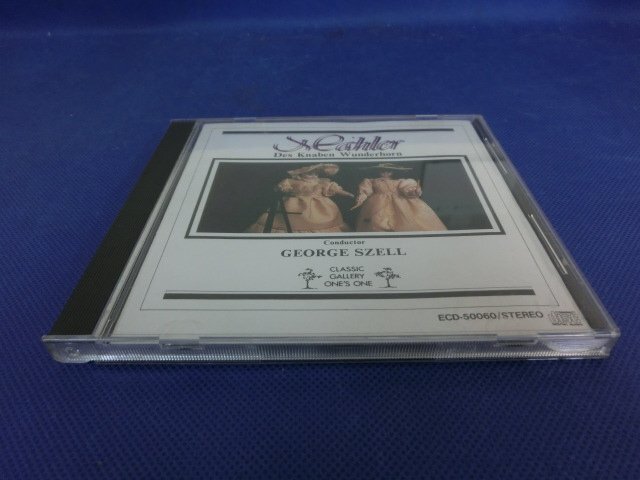 Mahler
Des Knaben Wunderhorn
Conductor
GEORGE SZELL
CLASSIC
GALLERY
ONE'S ONE
ECD-50060/STEREO